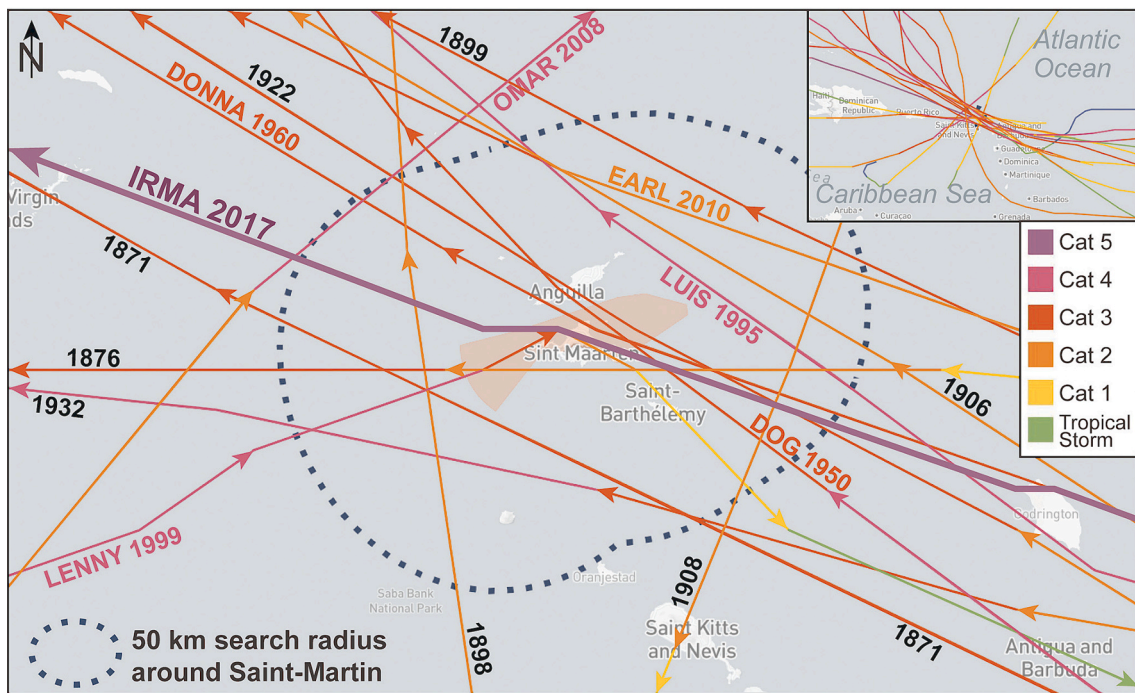 N
1899
OMAR 2008
1922
DONNA 1960
Atlantic
Ocean
Haiti
Dominican
Republic
Puerto Rico
Saint Kitts
and Nevis
Antigua and
Barbuda
Guadeloupe
Dominica
Martinique
Caribbean Sea
Barbados
Aruba
Curaçao
Grenada
EARL 2010
IRMA 2017
Virgin
nds
1871
Cat 5
Cat 4
Cat 3
Cat 2
Cat 1
Tropical
Storm
Anguilla
LUIS 1995
Sint Maarten
1876
Saint-
Barthélemy
1906
1932
DOG 1950
Codrington
LENNY 1999
Oranjestad
Saba Bank
National Park
1908
Saint Kitts
and Nevis
1898
1871
Antigua and
Barbuda
50 km search radius
around Saint-Martin